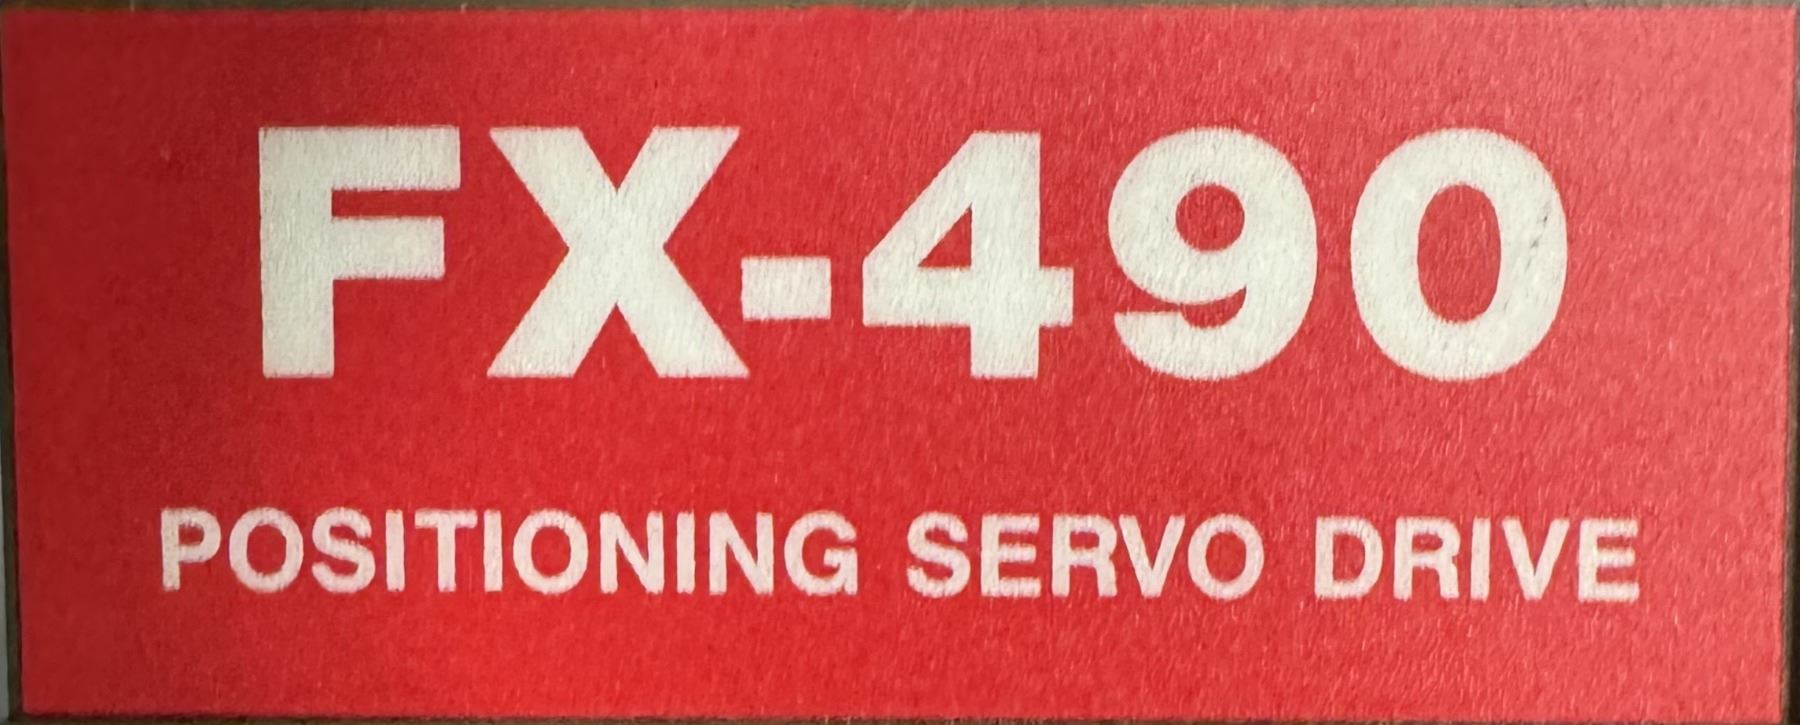 FX-490
POSITIONING SERVO DRIVE